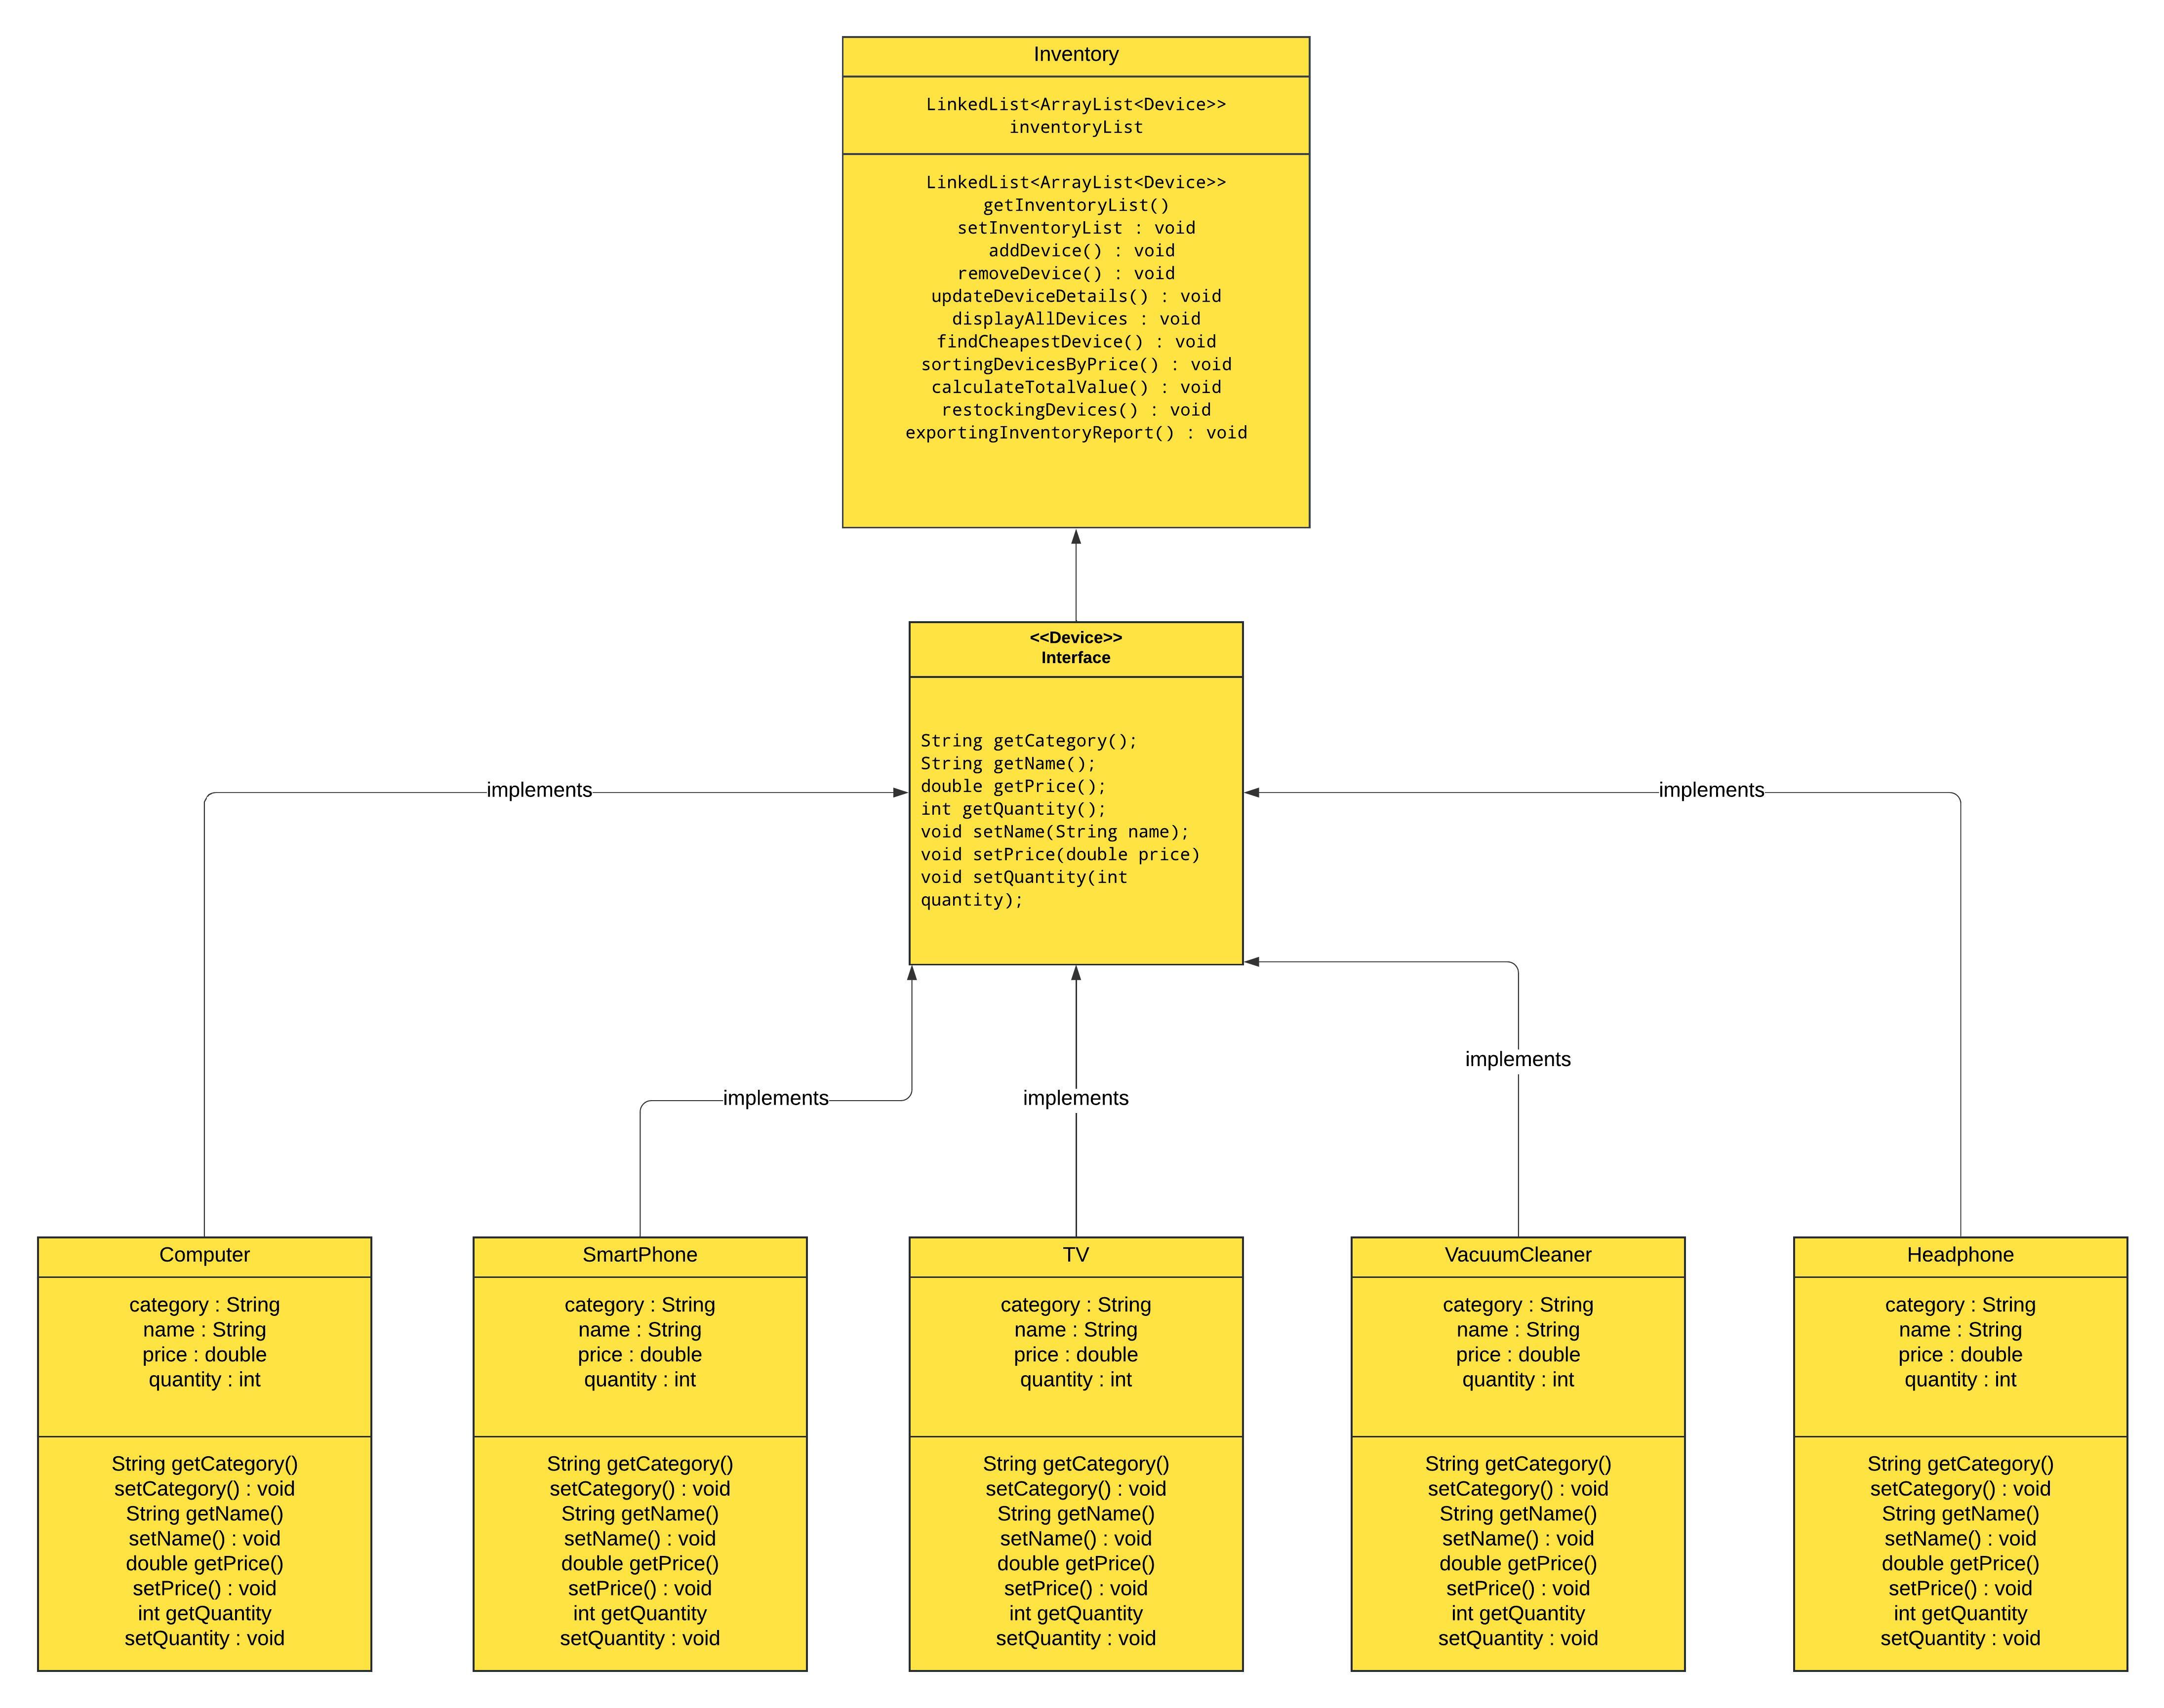 Inventory
LinkedList<ArrayList<Device>>
inventoryList
LinkedList<ArrayList<Device>>
getInventoryList()
setInventoryList : void
addDevice() : void
removeDevice() : void
updateDeviceDetails() : void
displayAllDevices : void
findCheapestDevice() : void
sortingDevicesByPrice() : void
calculateTotalValue() : void
restockingDevices() : void
exportingInventoryReport() : void
<<Device>>
Interface
String getCategory();
String getName();
double getPrice();
int getQuantity();
void setName(String name);
void setPrice(double price)
void setQuantity(int
quantity);
implements
implements
implements
implements
implements
Computer
category : String
name : String
price : double
quantity : int
String getCategory()
setCategory() : void
String getName()
setName() : void
double getPrice()
setPrice() : void
int getQuantity
setQuantity : void
SmartPhone
category : String
name : String
price : double
quantity : int
String getCategory()
setCategory() : void
String getName()
setName() : void
double getPrice()
setPrice() : void
int getQuantity
setQuantity : void
TV
category : String
name : String
price : double
quantity : int
String getCategory()
setCategory() : void
String getName()
setName() : void
double getPrice()
setPrice() : void
int getQuantity
setQuantity : void
VacuumCleaner
category : String
name : String
price : double
quantity : int
String getCategory()
setCategory() : void
String getName()
setName() : void
double getPrice()
setPrice() : void
int getQuantity
setQuantity : void
Headphone
category : String
name : String
price : double
quantity : int
String getCategory()
setCategory() : void
String getName()
setName() : void
double getPrice()
setPrice() : void
int getQuantity
setQuantity : void